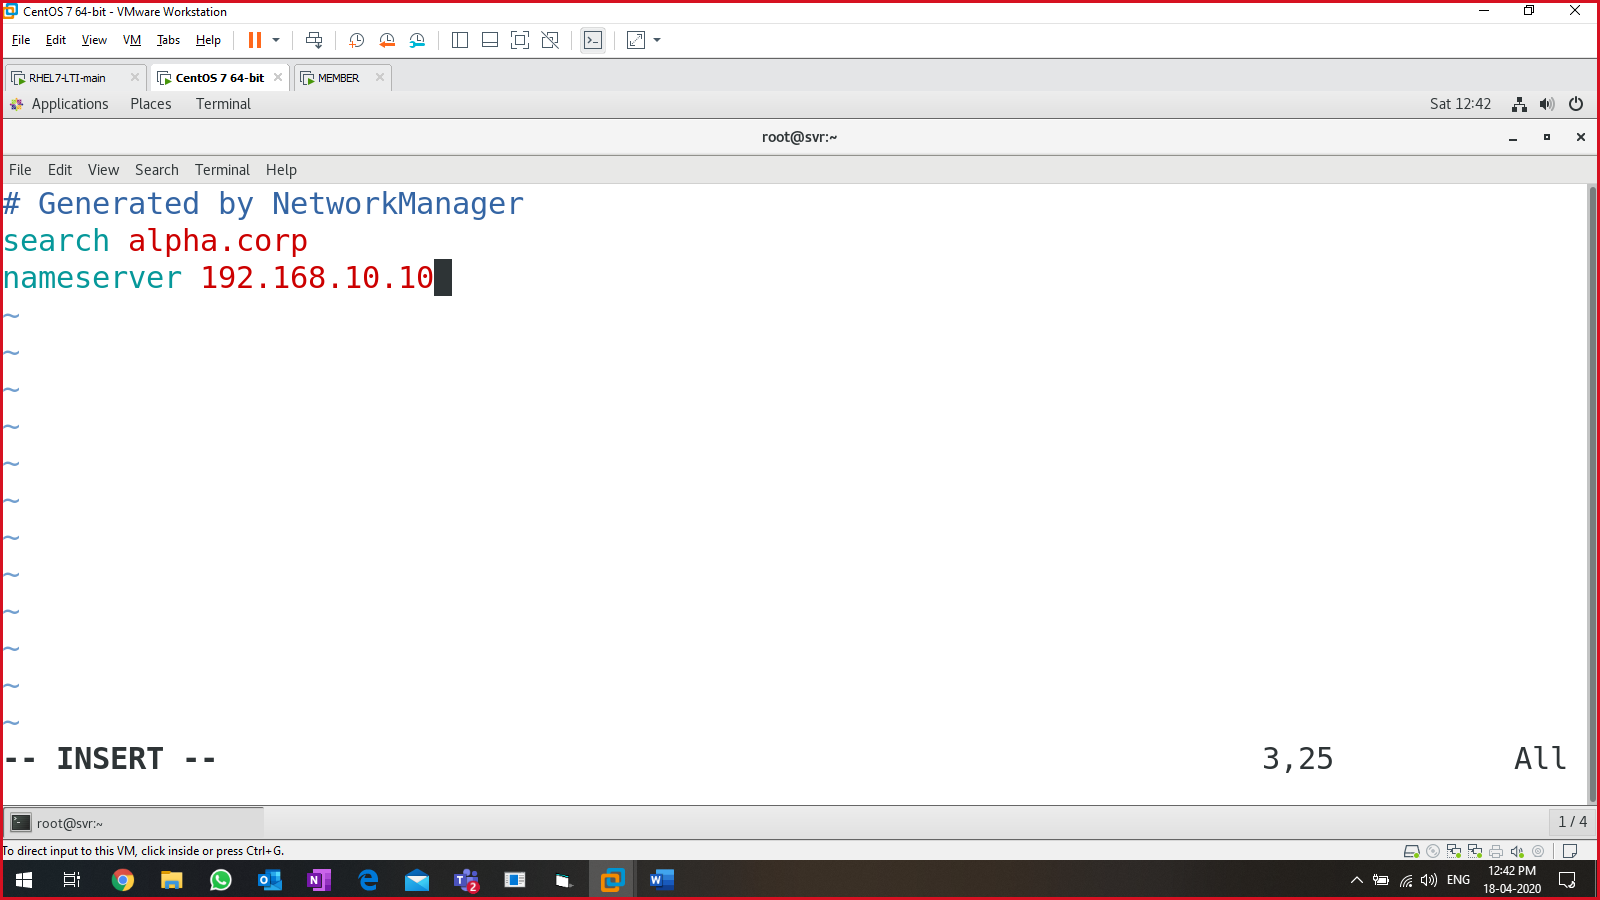 CentOS 7 64-bit - VMware Workstation
File Edit View VM Tabs Help
RHEL7-LTI-main CentOS 7 64-bit MEMBER
Applications Places Terminal Sat 12:42
root@svr:~
File Edit View Search Terminal Help
# Generated by NetworkManager
search alpha.corp
nameserver 192.168.10.10
~
~
~
~
~
~
~
~
~
~
~
~
-- INSERT -- 3,25 All
root@svr:~ 1 / 4
To direct input to this VM, click inside or press Ctrl+G.
2 ENG 12:42 PM
18-04-2020